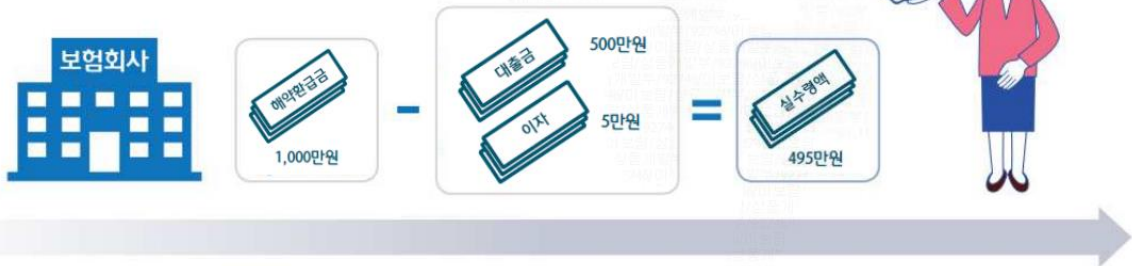 보험회사
해약환급금
1,000만원
-
대출금
500만원
이자
5만원
=
실수령액
495만원